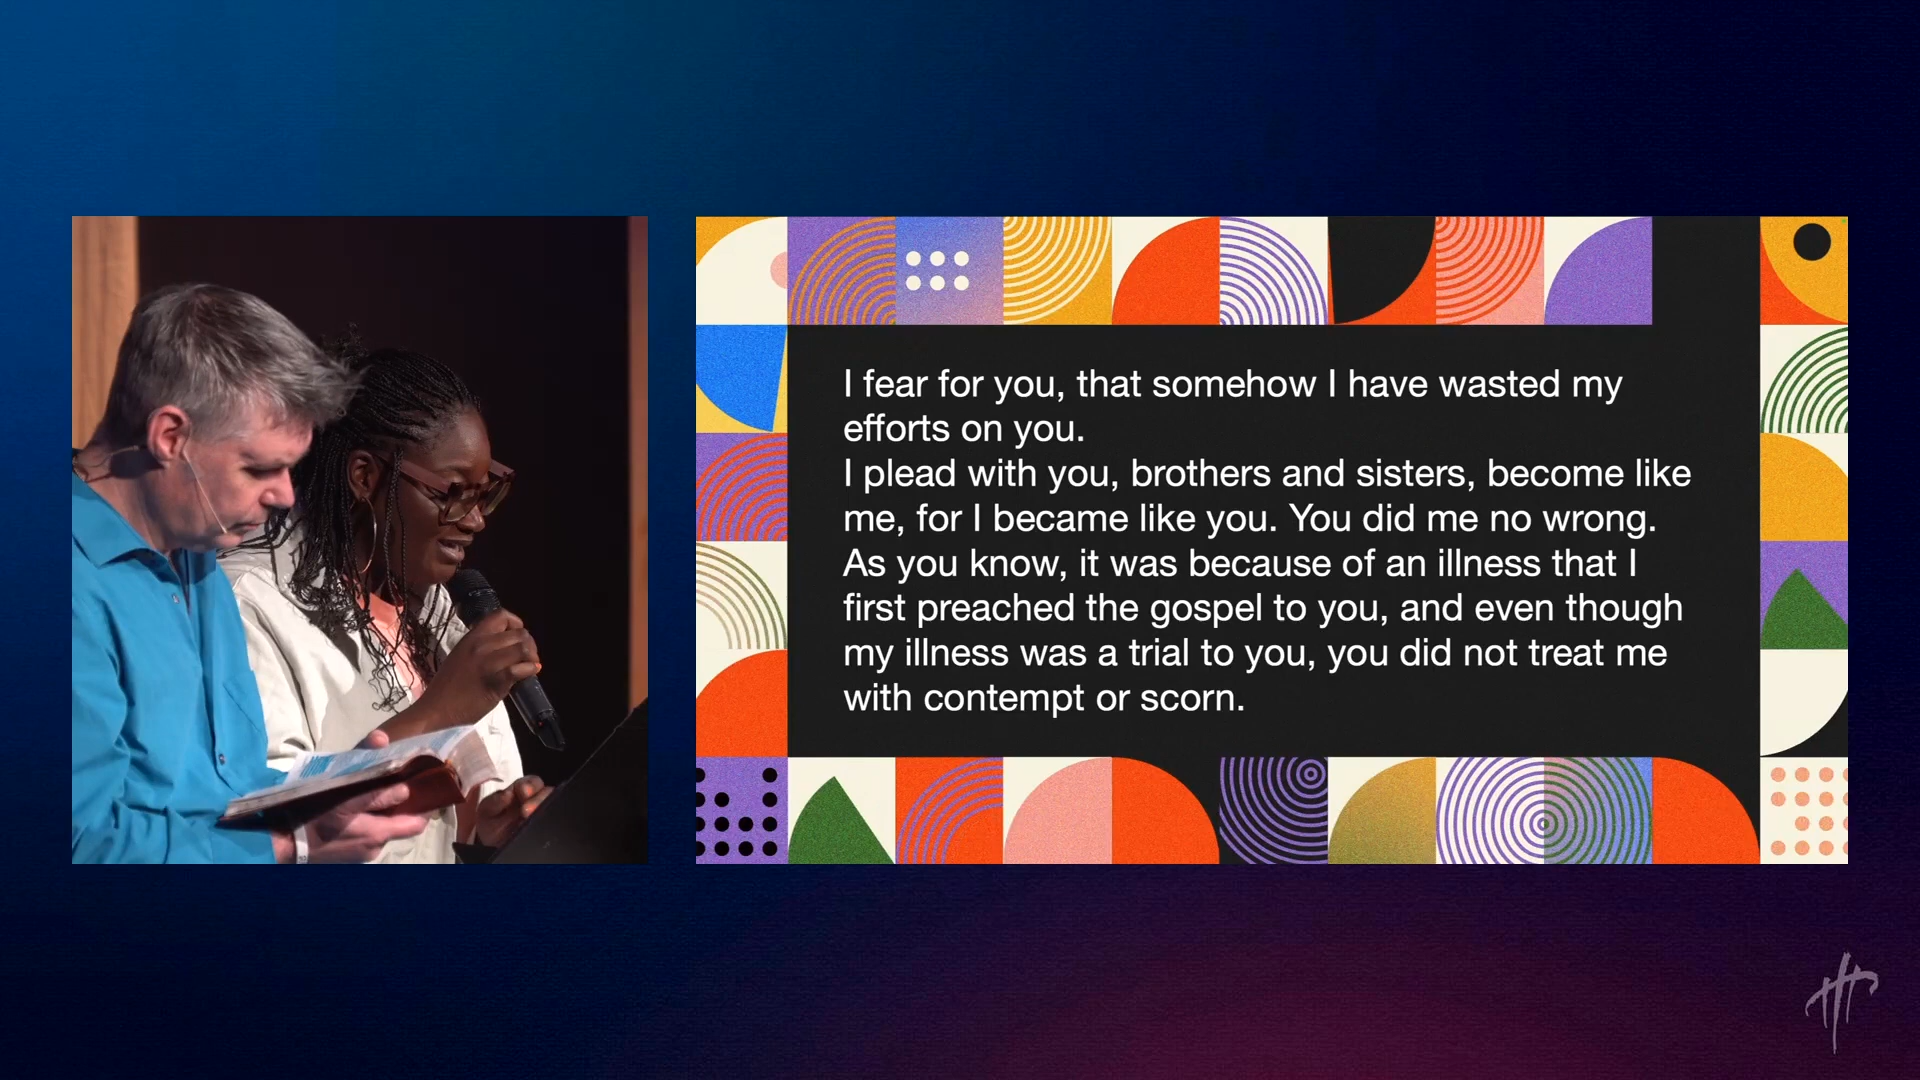 I fear for you, that somehow I have wasted my
efforts on you.
I plead with you, brothers and sisters, become like
me, for I became like you. You did me no wrong.
As you know, it was because of an illness that I
first preached the gospel to you, and even though
my illness was a trial to you, you did not treat me
with contempt or scorn.